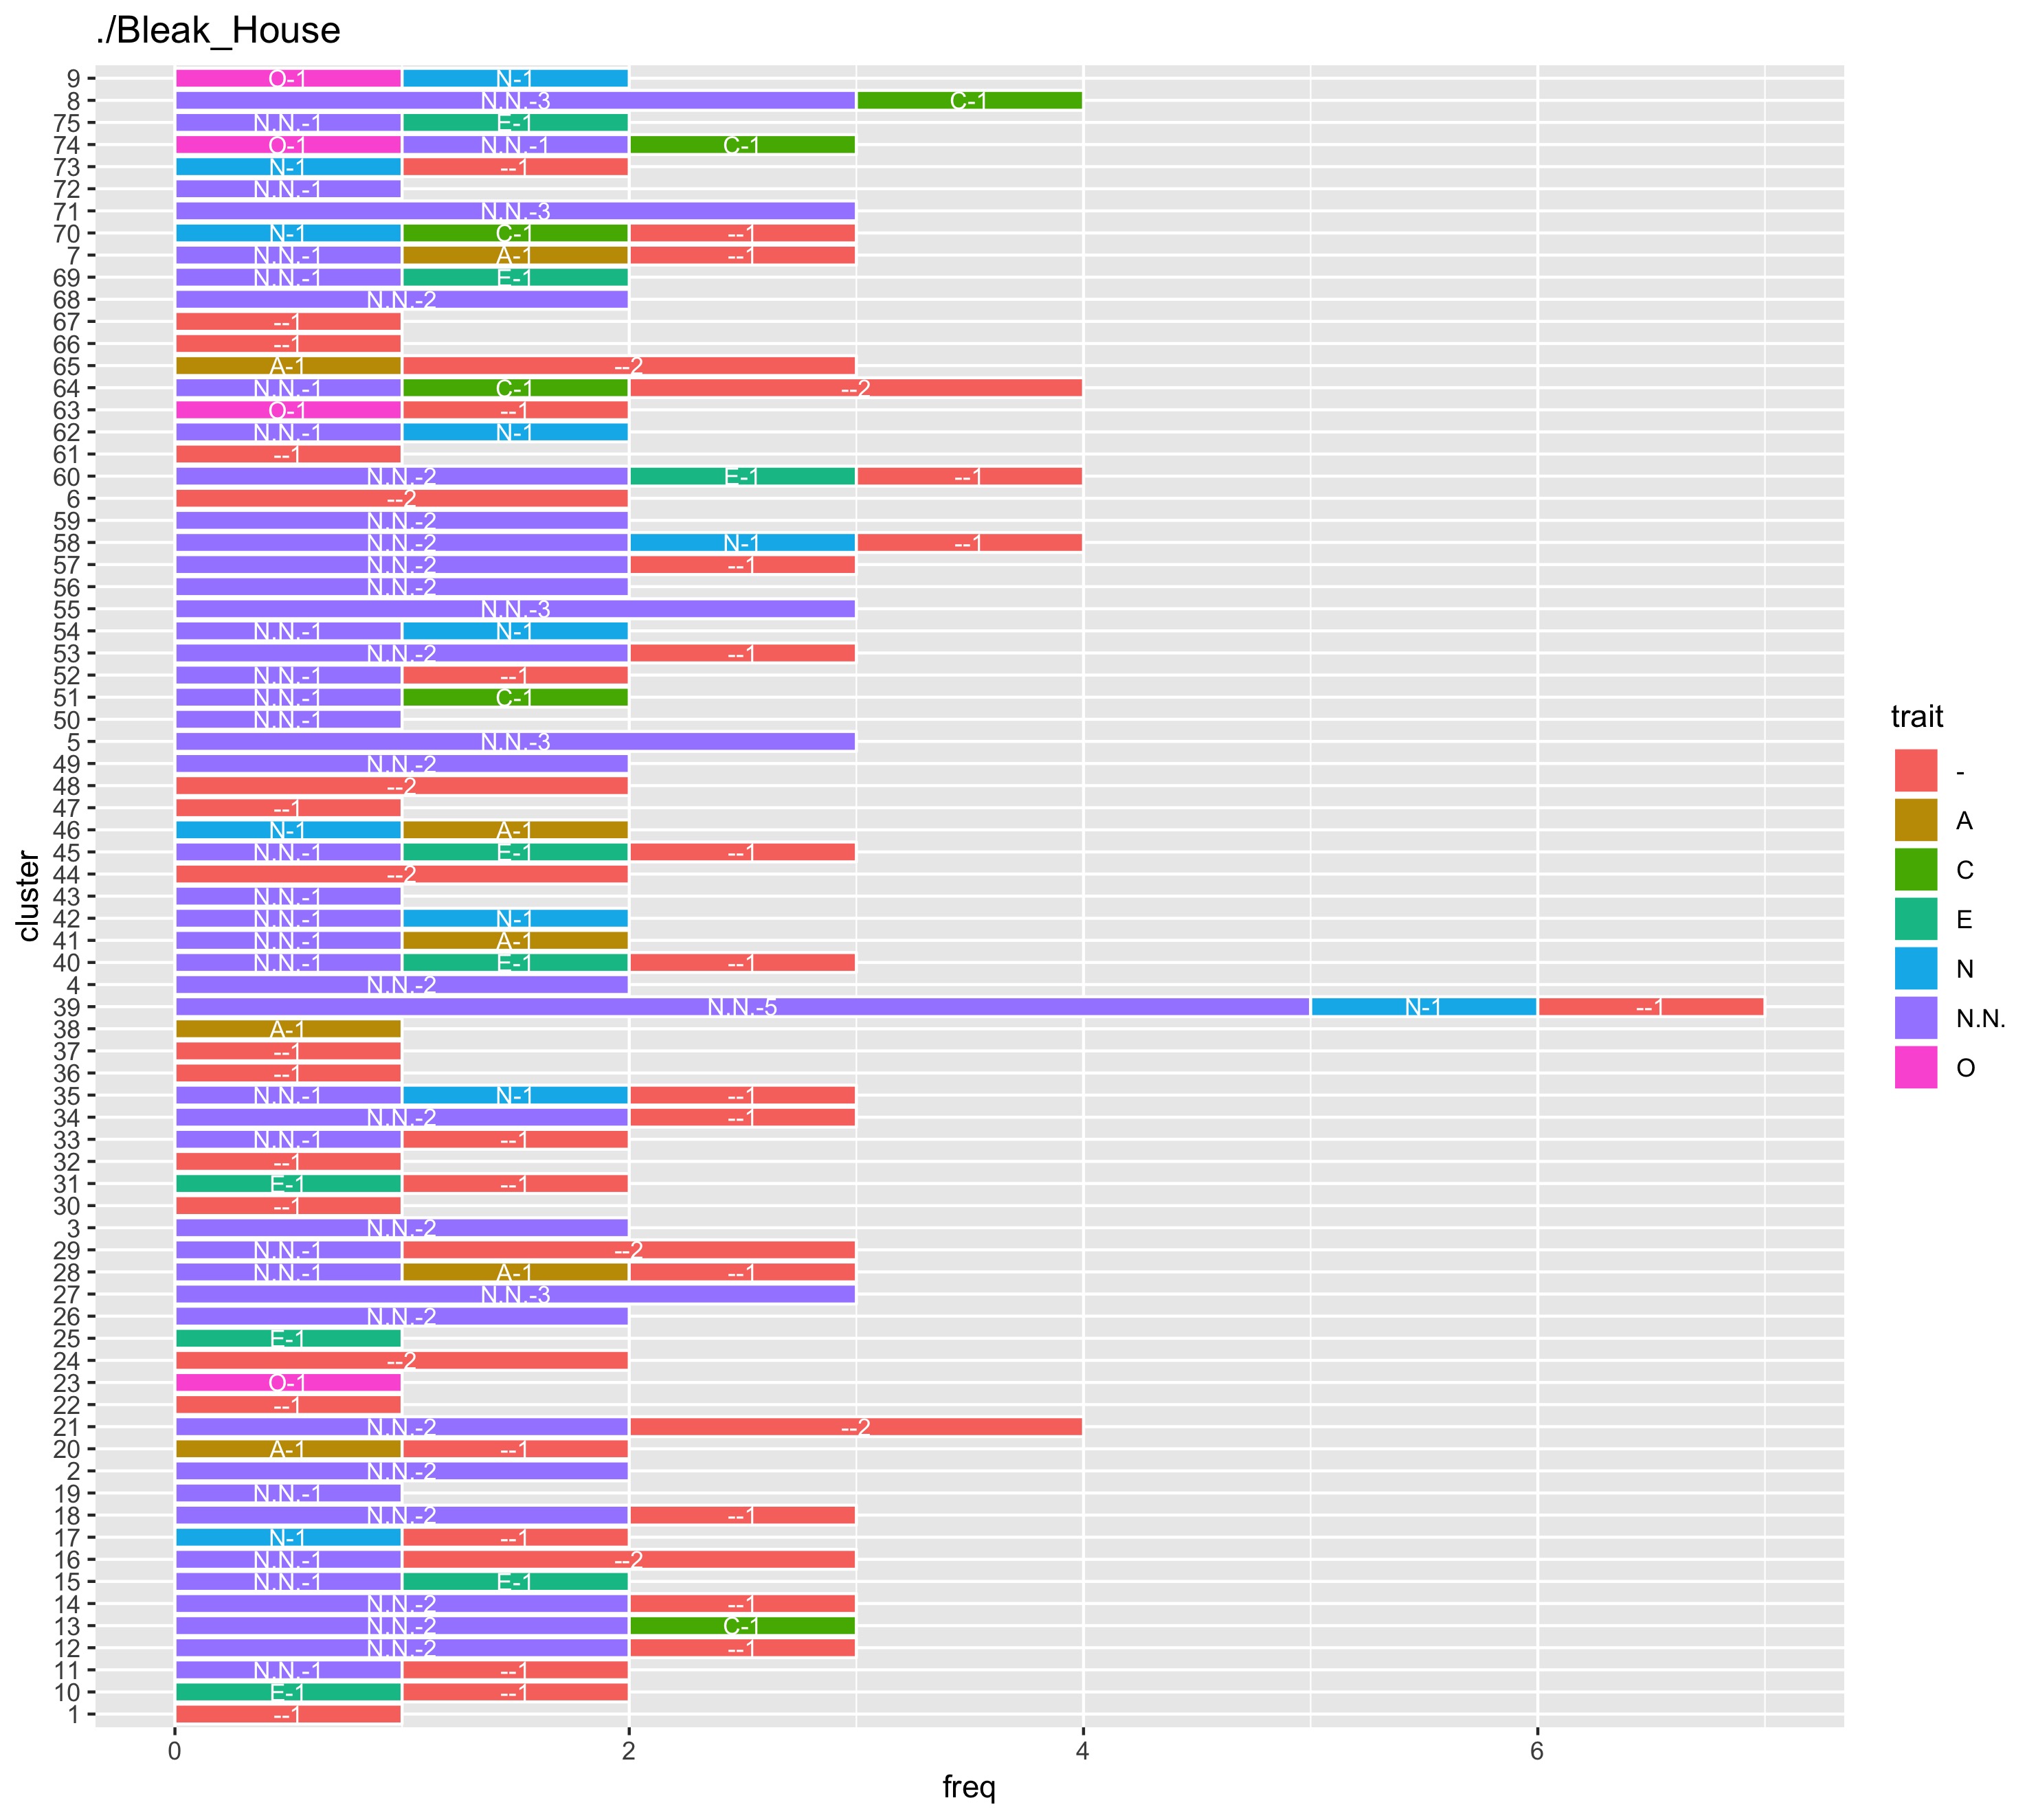 ./Bleak_House
9 O-1 N-1
8 N.N.-3 C-1
75 N.N.-1 E-1
74 O-1 N.N.-1 C-1
73 N-1 --1
72 N.N.-1
71 N.N.-3
70 N-1 C-1 --1
7 N.N.-1 A-1 --1
69 N.N.-1 E-1
68 N.N.-2
67 --1
66 --1
65 A-1 --2
64 N.N.-1 C-1 --2
63 O-1 --1
62 N.N.-1 N-1
61 --1
60 N.N.-2 E-1 --1
6 --2
59 N.N.-2
58 N.N.-2 N-1 --1
57 N.N.-2 --1
56 N.N.-2
55 N.N.-3
54 N.N.-1 N-1
53 N.N.-2 --1
52 N.N.-1 --1
51 N.N.-1 C-1
50 N.N.-1
5 N.N.-3
49 N.N.-2
48 --2
47 --1
46 N-1 A-1
45 N.N.-1 E-1 --1
44 --2
43 N.N.-1
42 N.N.-1 N-1
41 N.N.-1 A-1
40 N.N.-1 E-1 --1
4 N.N.-2
39 N.N.-5 N-1 --1
38 A-1
37 --1
36 --1
35 N.N.-1 N-1 --1
34 N.N.-2 --1
33 N.N.-1 --1
32 --1
31 E-1 --1
30 --1
3 N.N.-2
29 N.N.-1 --2
28 N.N.-1 A-1 --1
27 N.N.-3
26 N.N.-2
25 E-1
24 --2
23 O-1
22 --1
21 N.N.-2 --2
20 A-1 --1
2 N.N.-2
19 N.N.-1
18 N.N.-2 --1
17 N-1 --1
16 N.N.-1 --2
15 N.N.-1 E-1
14 N.N.-2 --1
13 N.N.-2 C-1
12 N.N.-2 --1
11 N.N.-1 --1
10 E-1 --1
1 --1
cluster
0 2 4 6
freq
trait
-
A
C
E
N
N.N.
O